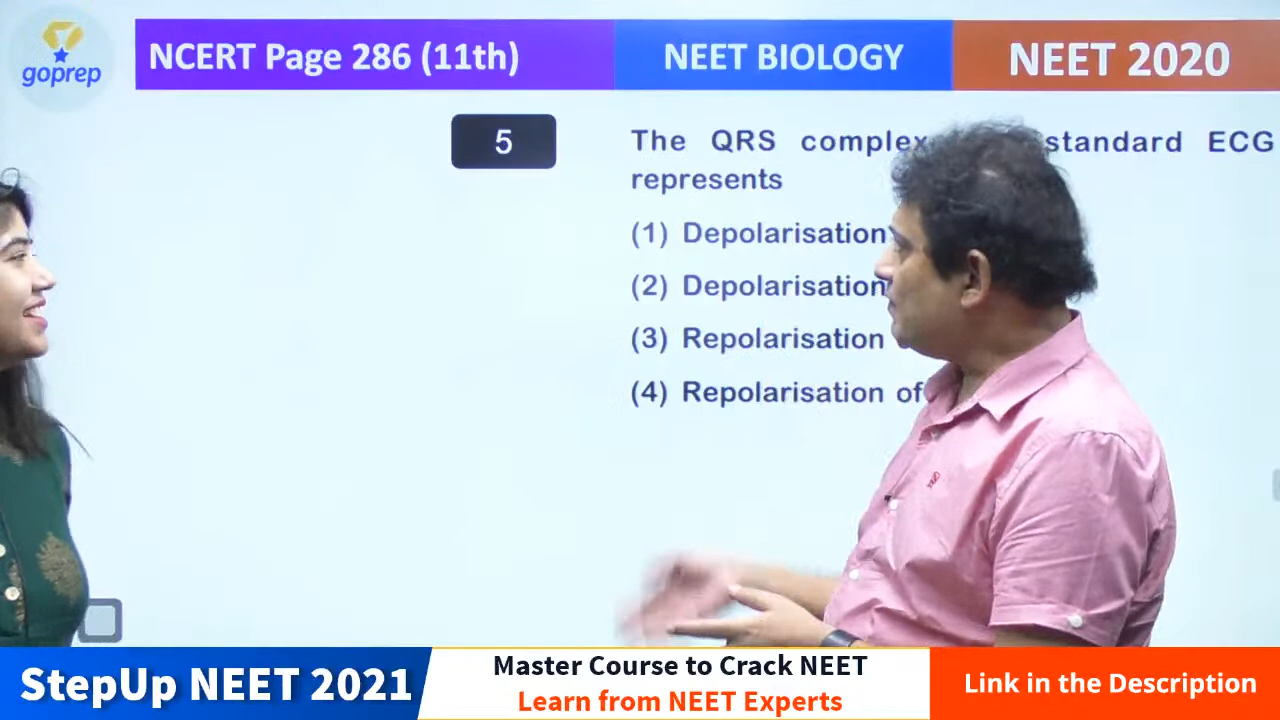 goprep
NCERT Page 286 (11th)
NEET BIOLOGY
NEET 2020
5
The QRS complex standard ECG
represents
(1) Depolarisation
(2) Depolarisation
(3) Repolarisation
(4) Repolarisation of
StepUp NEET 2021
Master Course to Crack NEET
Learn from NEET Experts
Link in the Description